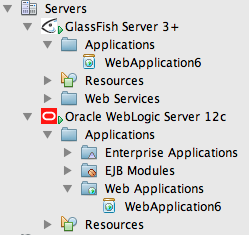 Servers
GlassFish Server 3+
Applications
WebApplication6
Resources
Web Services
Oracle WebLogic Server 12c
Applications
Enterprise Applications
EJB Modules
Web Applications
WebApplication6
Resources